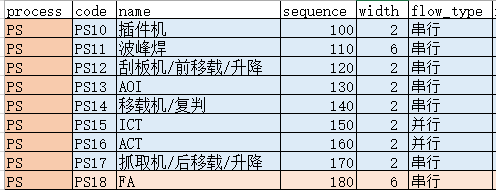 process code name sequence width flow_type
PS PS10 插件机 100 2 串行
PS PS11 波峰焊 110 6 串行
PS PS12 刮板机/前移载/升降 120 2 串行
PS PS13 AOI 130 2 串行
PS PS14 移载机/复判 140 2 串行
PS PS15 ICT 150 2 并行
PS PS16 ACT 160 2 并行
PS PS17 抓取机/后移载/升降 170 2 串行
PS PS18 FA 180 6 串行